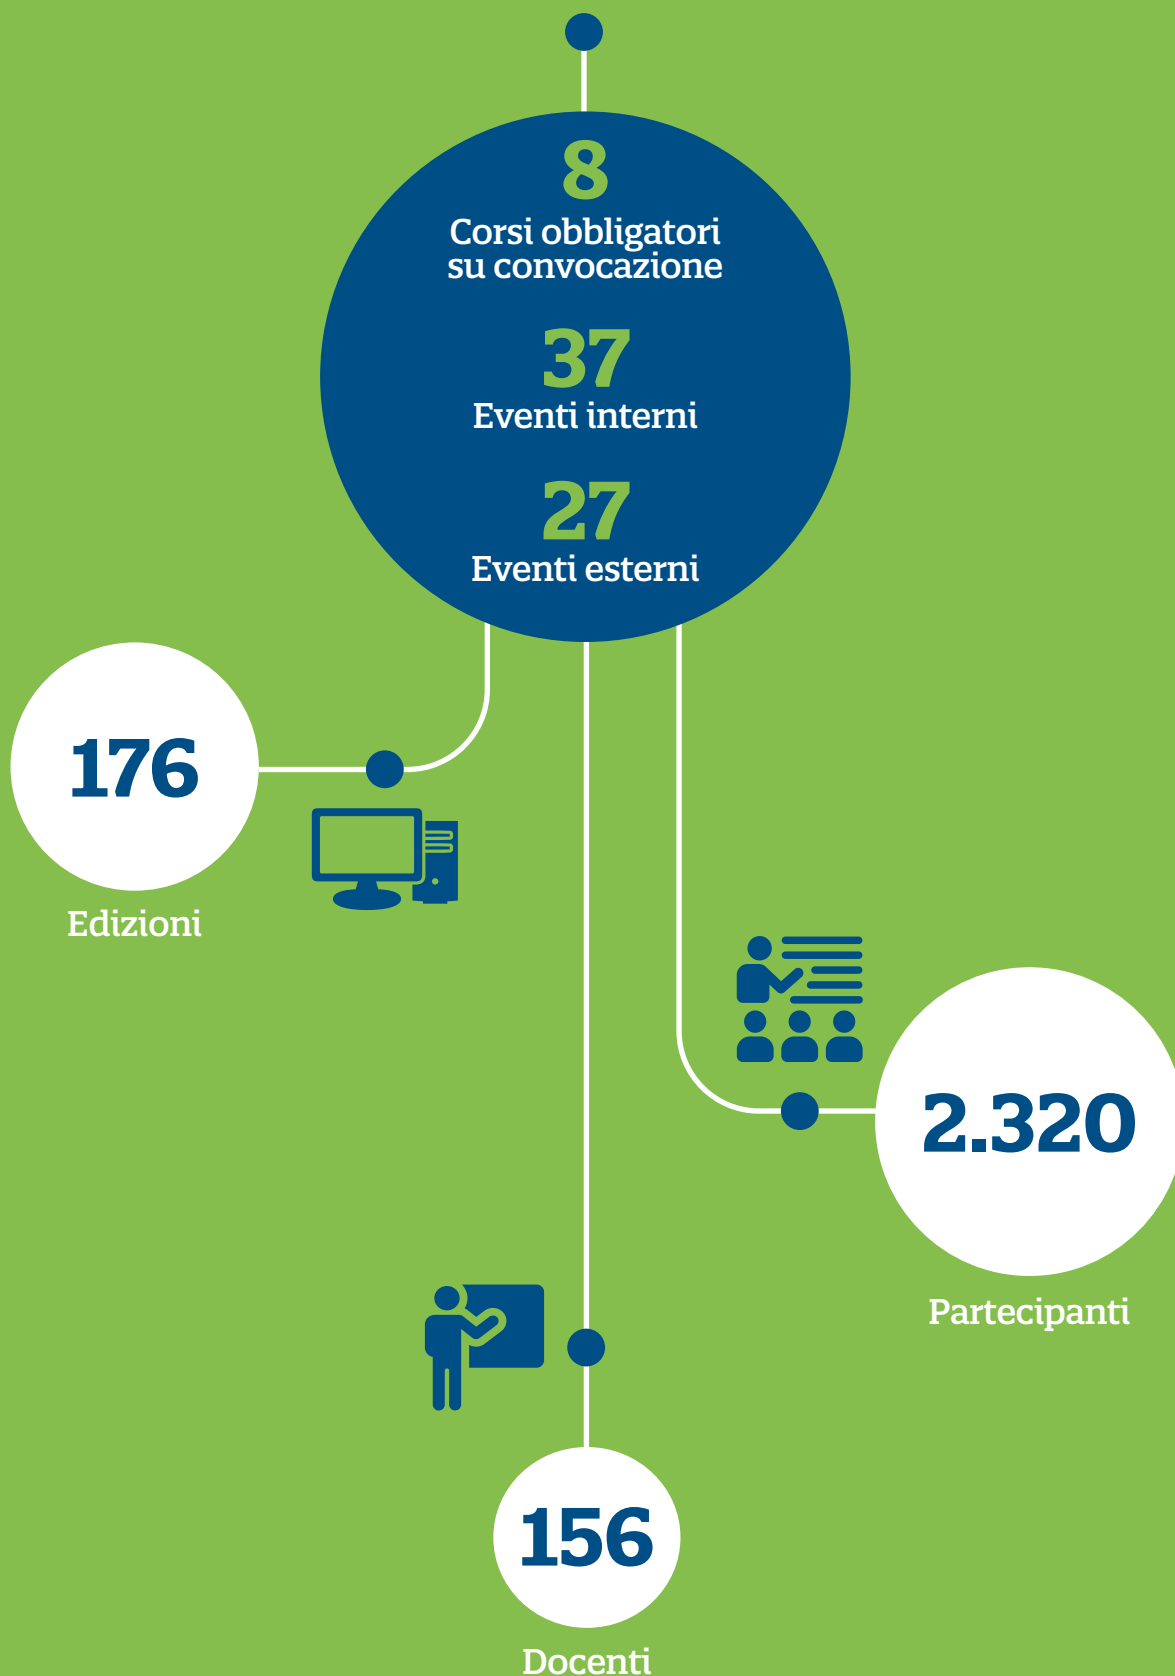 8
Corsi obbligatori
su convocazione
37
Eventi interni
27
Eventi esterni
176
Edizioni
2.320
Partecipanti
156
Docenti